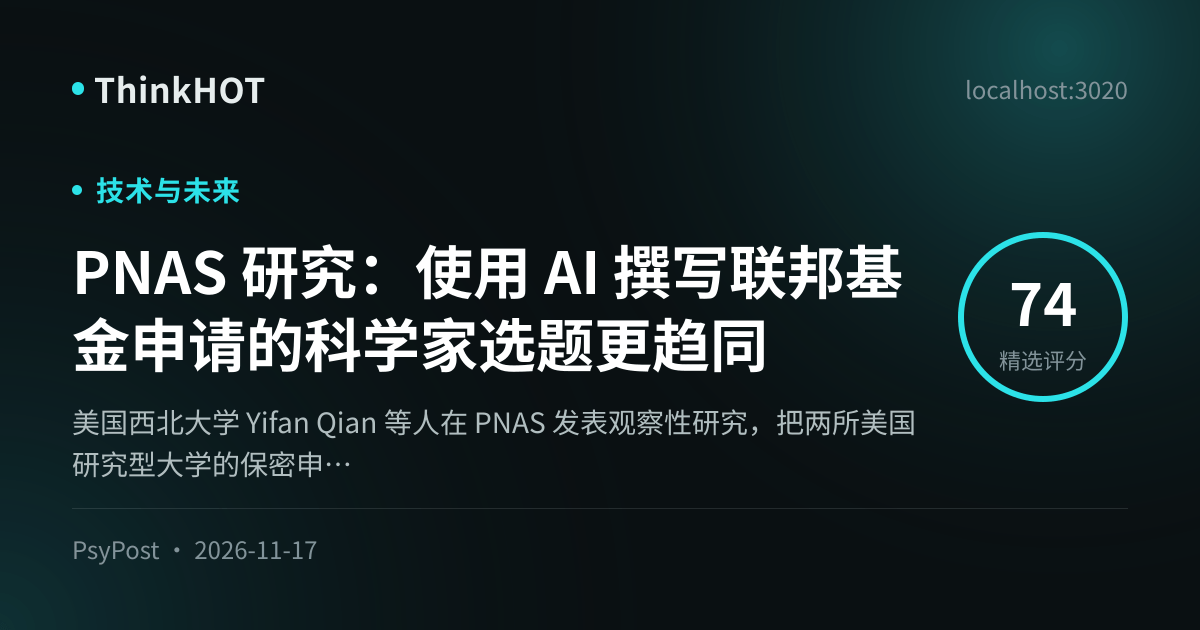 ThinkHOT
localhost:3020
技术与未来
PNAS 研究：使用 AI 撰写联邦基
金申请的科学家选题更趋同
74
精选评分
美国西北大学 Yifan Qian 等人在 PNAS 发表观察性研究，把两所美国
研究型大学的保密申…
PsyPost · 2026-11-17